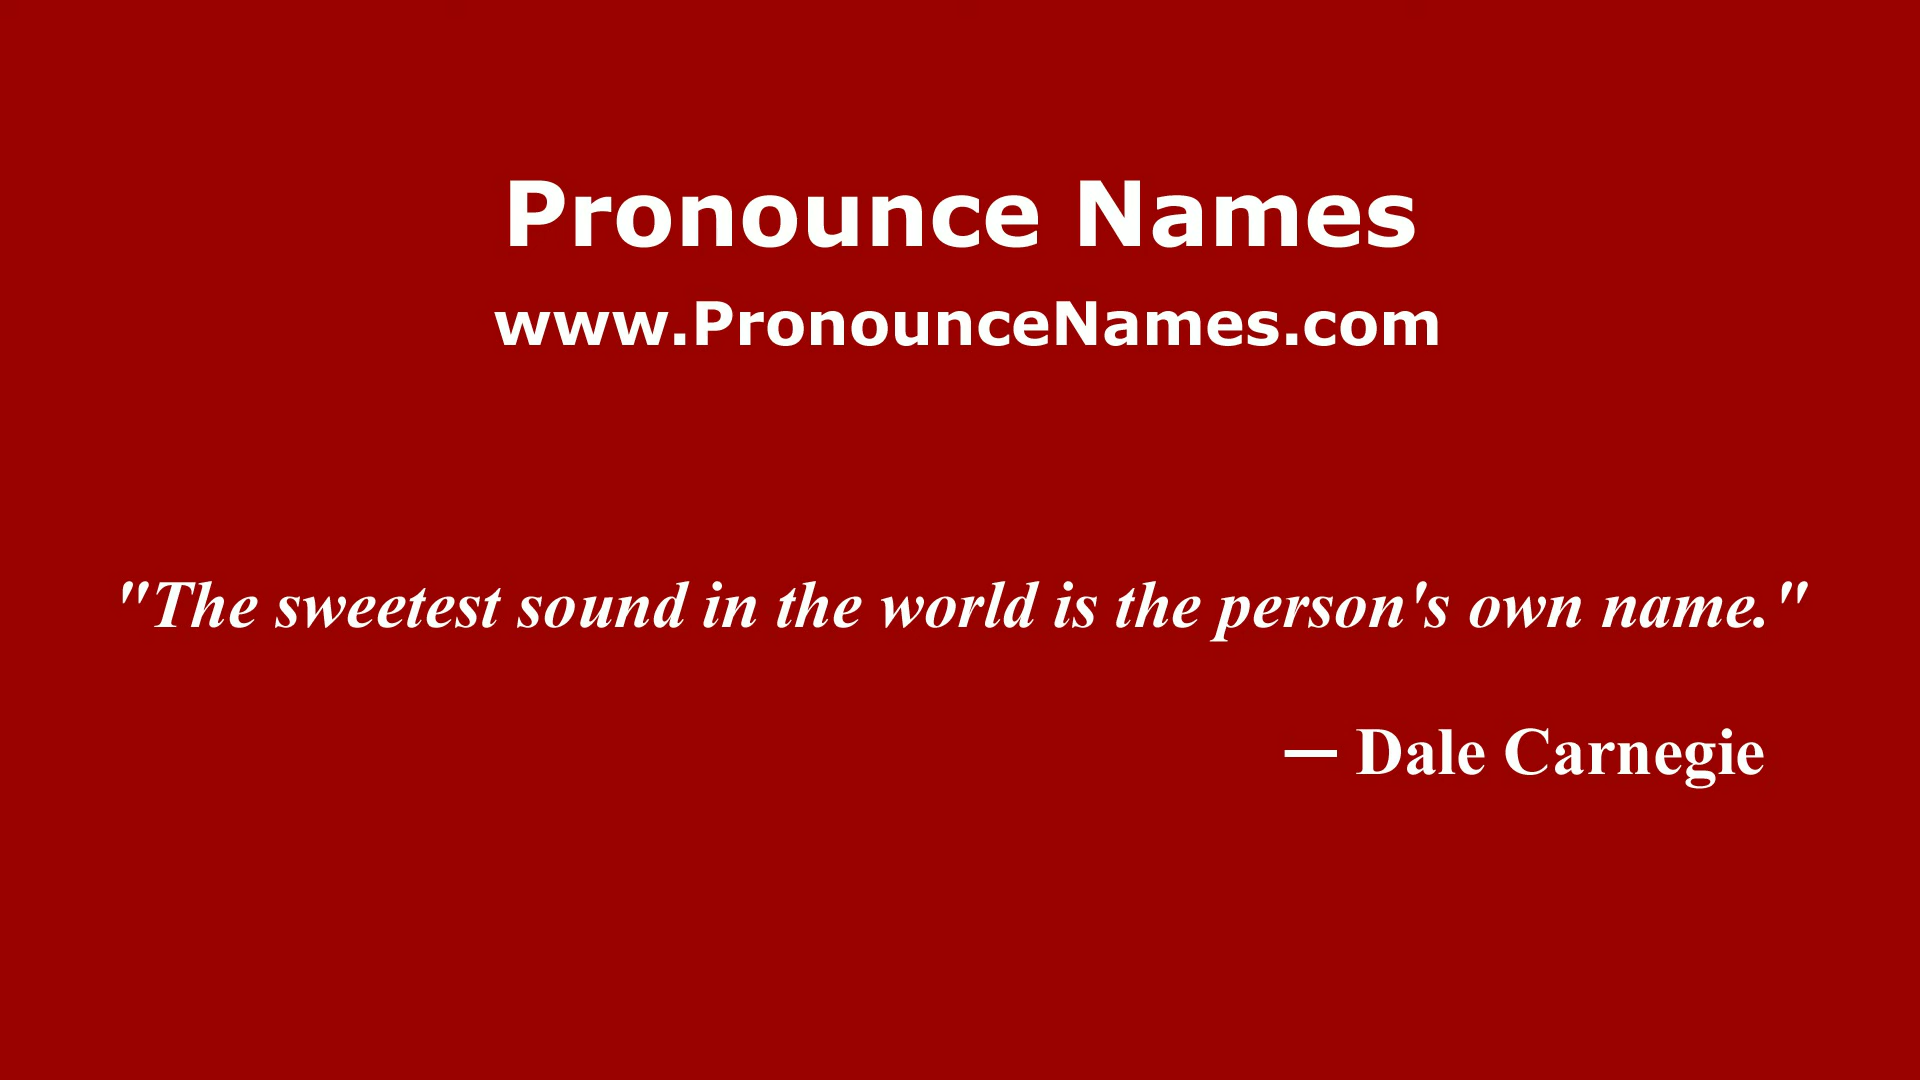 Pronounce Names
www.PronounceNames.com
"The sweetest sound in the world is the person's own name."
— Dale Carnegie